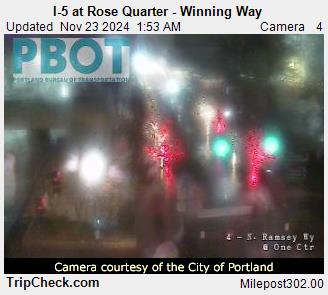 I-5 at Rose Quarter - Winning Way
Updated Nov 23 2024 1:53 AM Camera 4
PBOT
PORTLAND BUREAU OF TRANSPORTATION
4 - N. Ramsey Wy
@ One Ctr
Camera courtesy of the City of Portland
TripCheck.com Milepost302.00